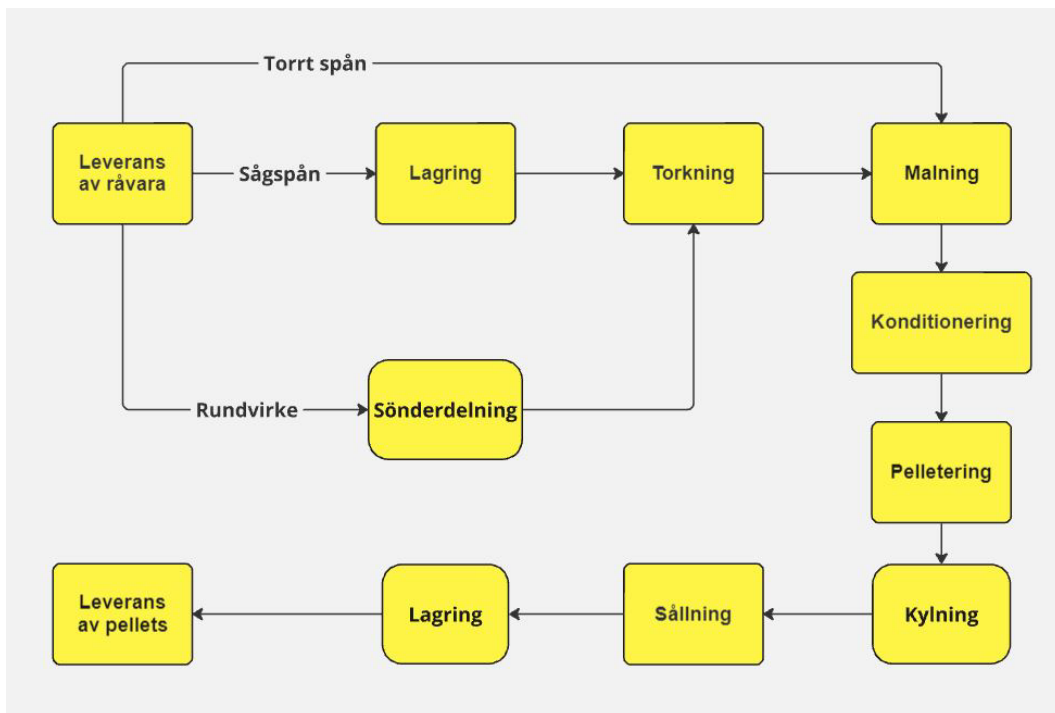 Torrt spån
Leverans
av råvara
Sågspån
Lagring
Torkning
Malning
Konditionering
Rundvirke
Sönderdelning
Pelletering
Leverans
av pellets
Lagring
Sållning
Kylning